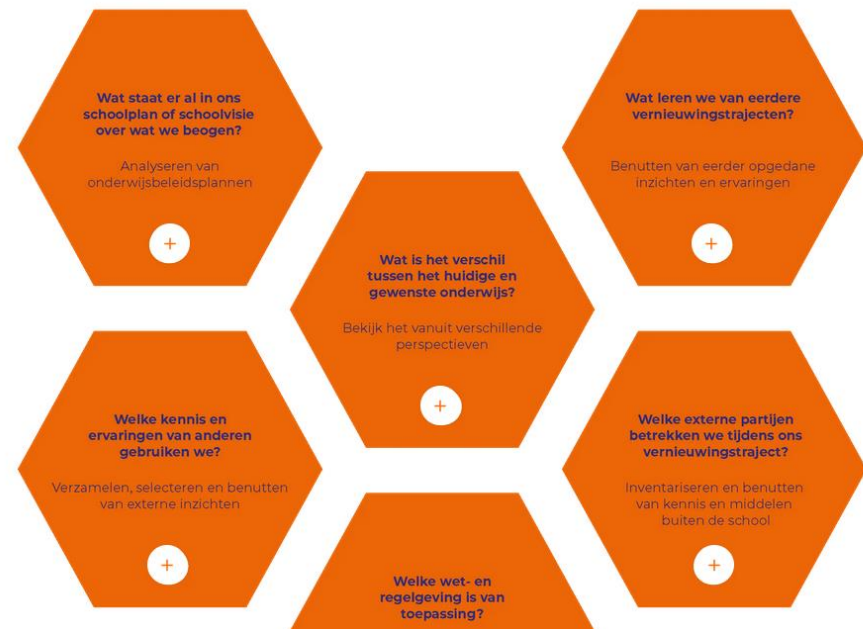 Wat staat er al in ons
schoolplan of schoolvisie
over wat we beogen?
Analyseren van
onderwijsbeleidsplannen
+
Wat leren we van eerdere
vernieuwingstrajecten?
Benutten van eerder opgedane
inzichten en ervaringen
+
Wat is het verschil
tussen het huidige en
gewenste onderwijs?
Bekijk het vanuit verschillende
perspectieven
+
Welke kennis en
ervaringen van anderen
gebruiken we?
Verzamelen, selecteren en benutten
van externe inzichten
+
Welke externe partijen
betrekken we tijdens ons
vernieuwingstraject?
Inventariseren en benutten
van kennis en middelen
buiten de school
+
Welke wet- en
regelgeving is van
toepassing?